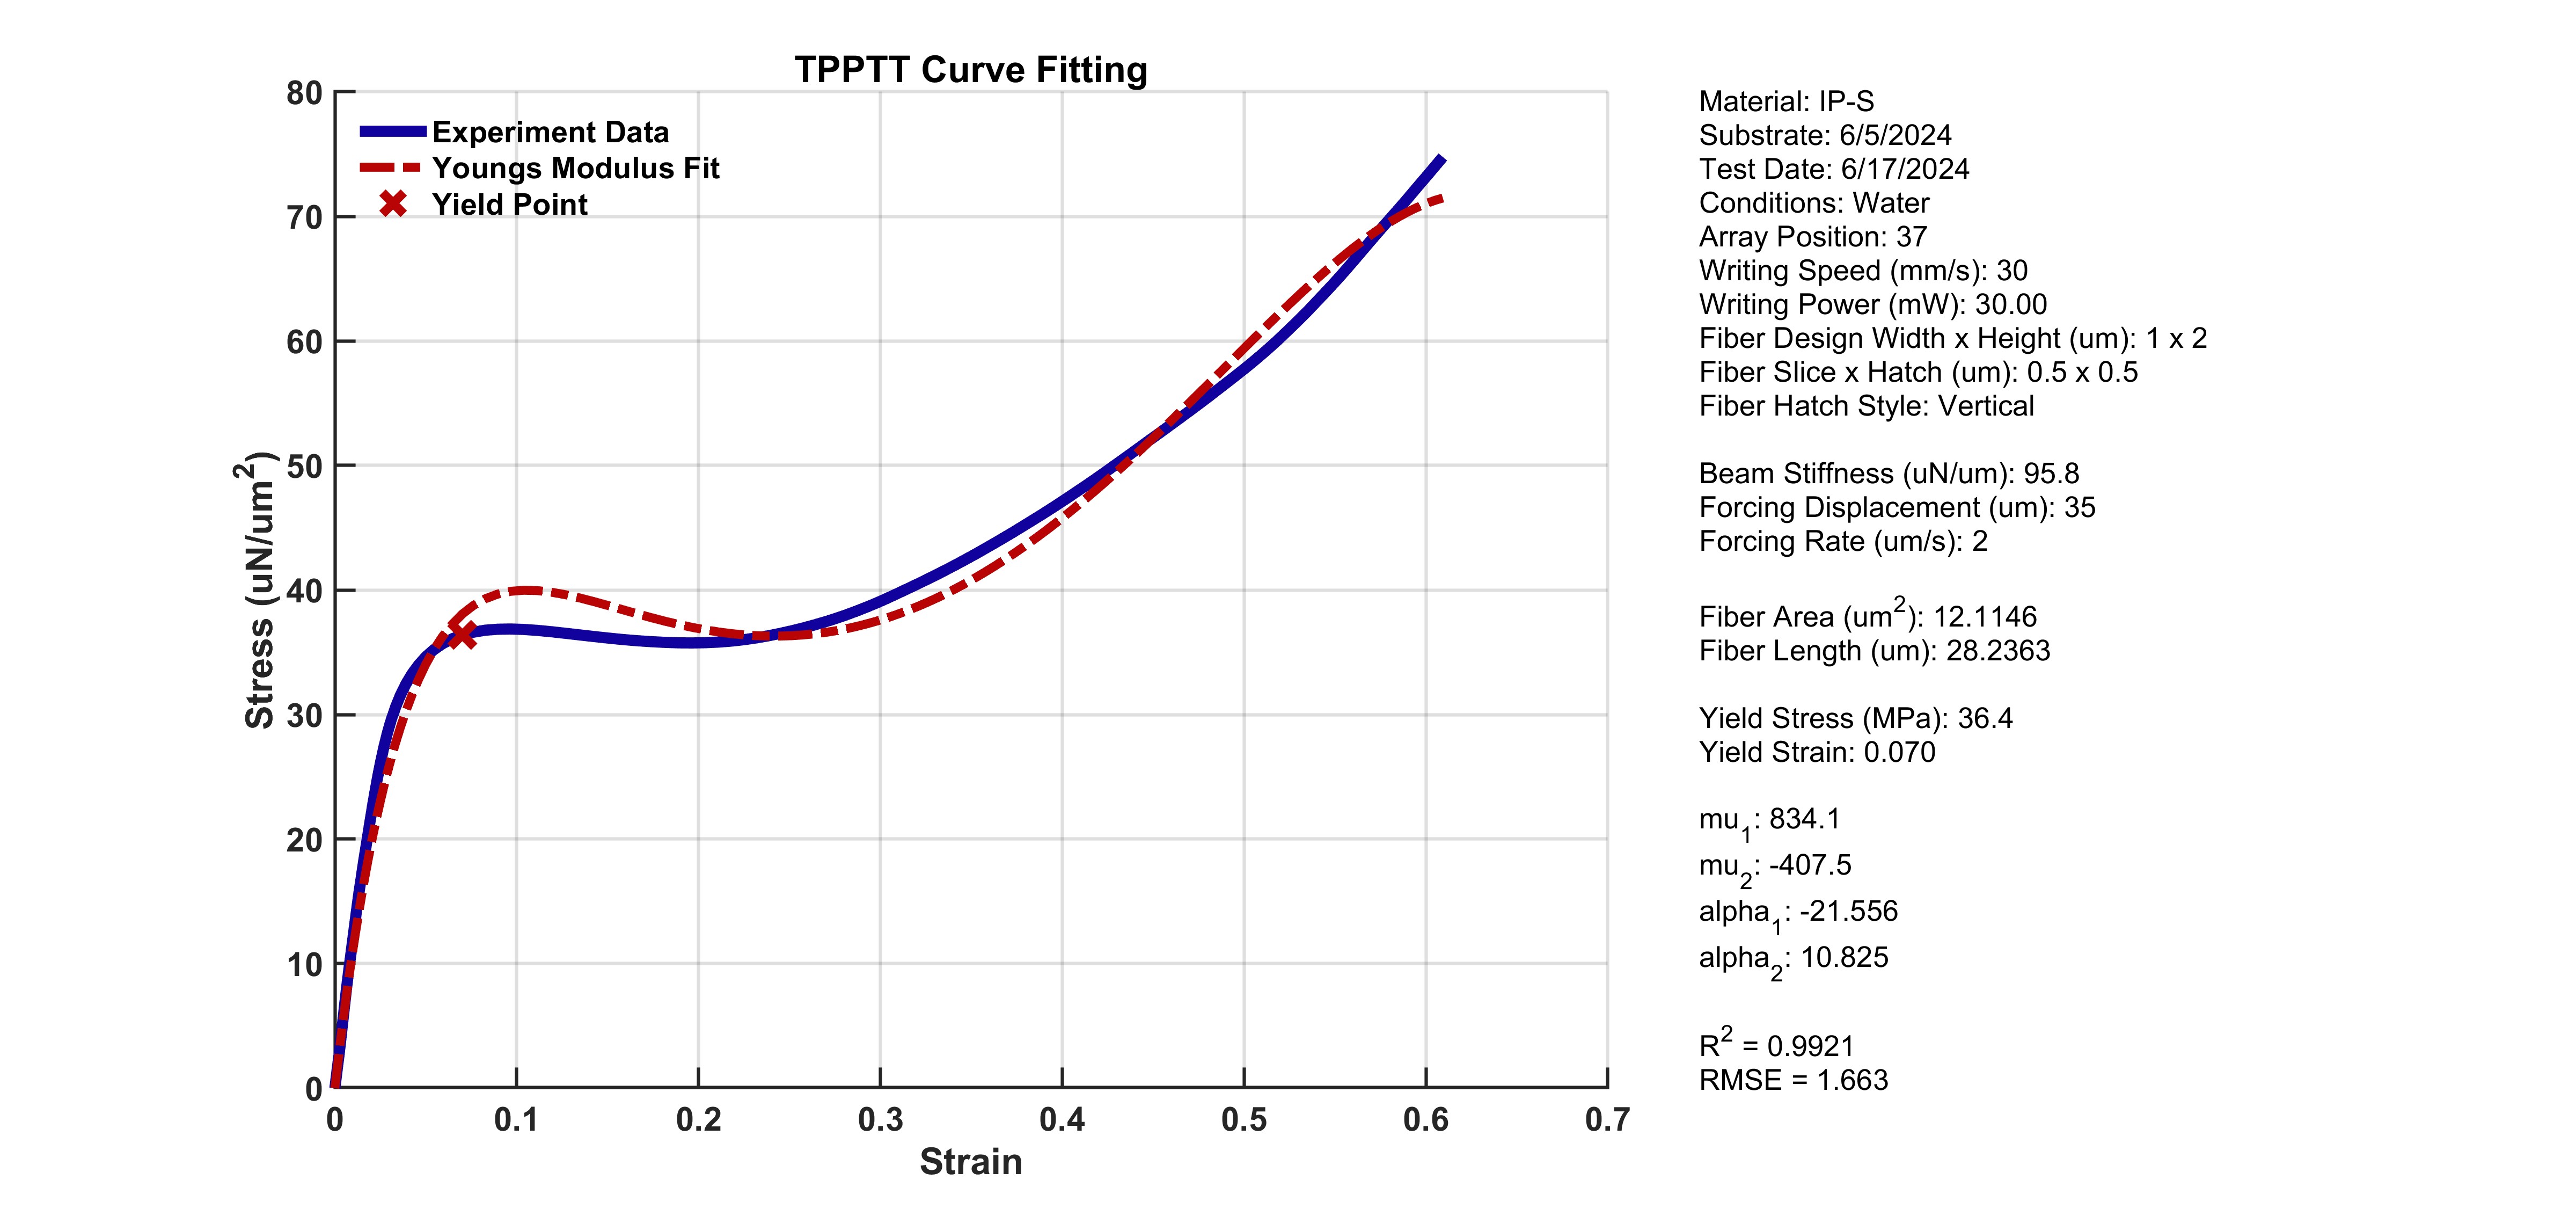 TPPTT Curve Fitting
80
70
60
50
40
30
20
10
0
Stress (uN/um²)
Experiment Data
Youngs Modulus Fit
Yield Point
0 0.1 0.2 0.3 0.4 0.5 0.6 0.7
Strain
Material: IP-S
Substrate: 6/5/2024
Test Date: 6/17/2024
Conditions: Water
Array Position: 37
Writing Speed (mm/s): 30
Writing Power (mW): 30.00
Fiber Design Width x Height (um): 1 x 2
Fiber Slice x Hatch (um): 0.5 x 0.5
Fiber Hatch Style: Vertical
Beam Stiffness (uN/um): 95.8
Forcing Displacement (um): 35
Forcing Rate (um/s): 2
Fiber Area (um²): 12.1146
Fiber Length (um): 28.2363
Yield Stress (MPa): 36.4
Yield Strain: 0.070
mu₁: 834.1
mu₂: -407.5
alpha₁: -21.556
alpha₂: 10.825
R² = 0.9921
RMSE = 1.663